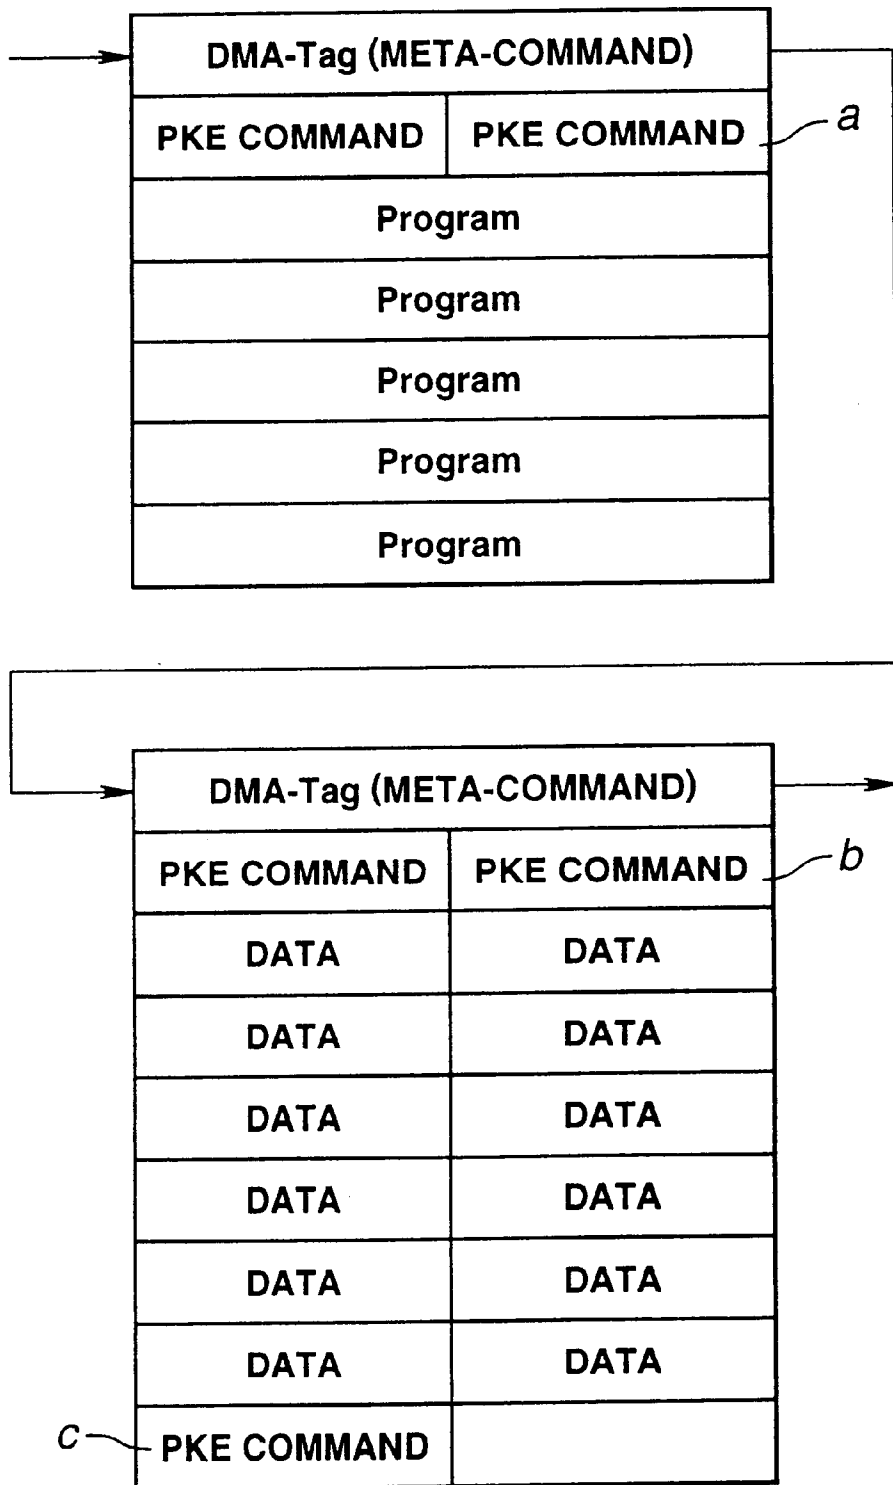 DMA-Tag (META-COMMAND)
PKE COMMAND PKE COMMAND a
Program
Program
Program
Program
Program
DMA-Tag (META-COMMAND)
PKE COMMAND PKE COMMAND b
DATA DATA
DATA DATA
DATA DATA
DATA DATA
DATA DATA
DATA DATA
c PKE COMMAND